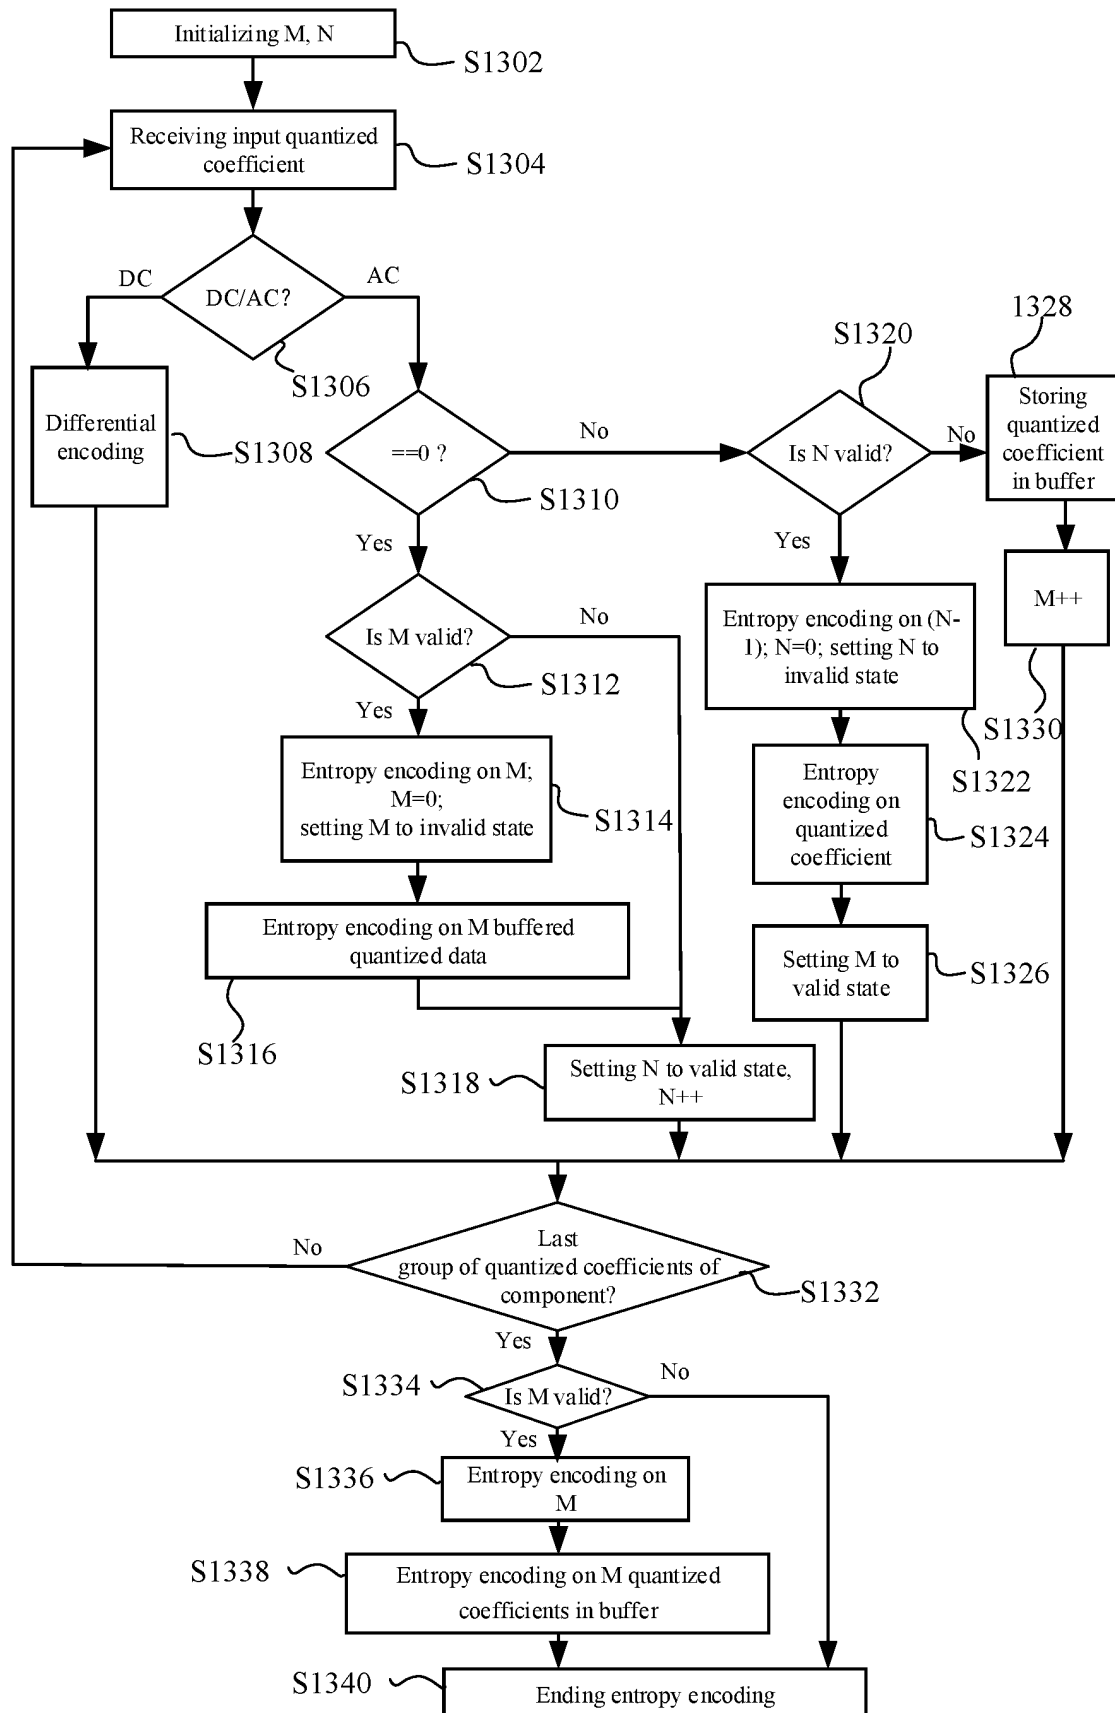 Initializing M, N
S1302
Receiving input quantized
coefficient
S1304
DC
AC
DC/AC?
S1306
Differential
encoding
S1308
==0 ?
No
S1310
Yes
S1320
Is N valid?
No
Yes
1328
Storing
quantized
coefficient
in buffer
M++
S1330
Is M valid?
No
S1312
Yes
Entropy encoding on (N-
1); N=0; setting N to
invalid state
S1322
Entropy encoding on M;
M=0;
setting M to invalid state
S1314
Entropy
encoding on
quantized
coefficient
S1324
Entropy encoding on M buffered
quantized data
S1316
Setting M to
valid state
S1326
S1318
Setting N to valid state,
N++
No
Last
group of quantized coefficients of
component?
S1332
Yes
S1334
Is M valid?
No
Yes
S1336
Entropy encoding on
M
S1338
Entropy encoding on M quantized
coefficients in buffer
S1340
Ending entropy encoding